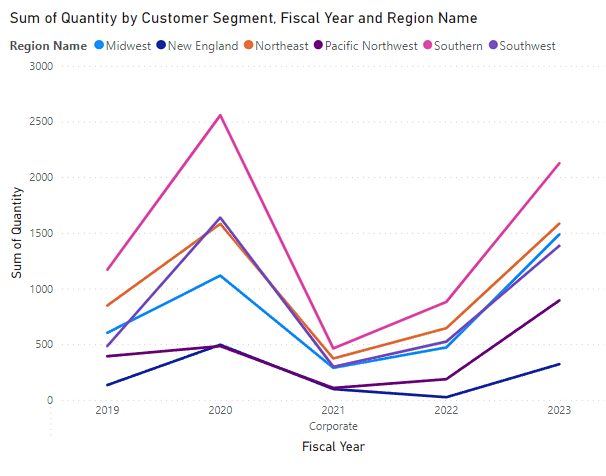 Sum of Quantity by Customer Segment, Fiscal Year and Region Name
Region Name Midwest New England Northeast Pacific Northwest Southern Southwest
3000
2500
2000
1500
1000
500
0
Sum of Quantity
2019 2020 2021 2022 2023
Corporate
Fiscal Year